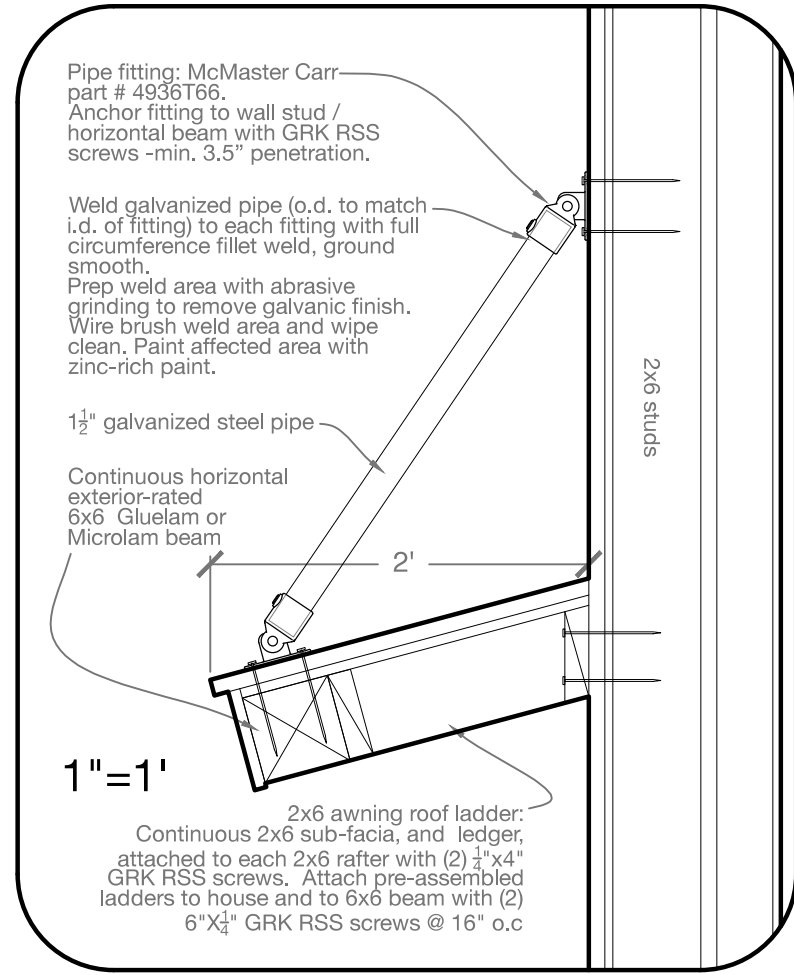 Pipe fitting: McMaster Carr
part # 4936T66.
Anchor fitting to wall stud /
horizontal beam with GRK RSS
screws -min. 3.5” penetration.
Weld galvanized pipe (o.d. to match
i.d. of fitting) to each fitting with full
circumference fillet weld, ground
smooth.
Prep weld area with abrasive
grinding to remove galvanic finish.
Wire brush weld area and wipe
clean. Paint affected area with
zinc-rich paint.
2x6 studs
1½" galvanized steel pipe
Continuous horizontal
exterior-rated
6x6 Gluelam or
Microlam beam
2'
1"=1'
2x6 awning roof ladder:
Continuous 2x6 sub-facia, and ledger,
attached to each 2x6 rafter with (2) ¼"x4"
GRK RSS screws. Attach pre-assembled
ladders to house and to 6x6 beam with (2)
6"X¼" GRK RSS screws @ 16" o.c